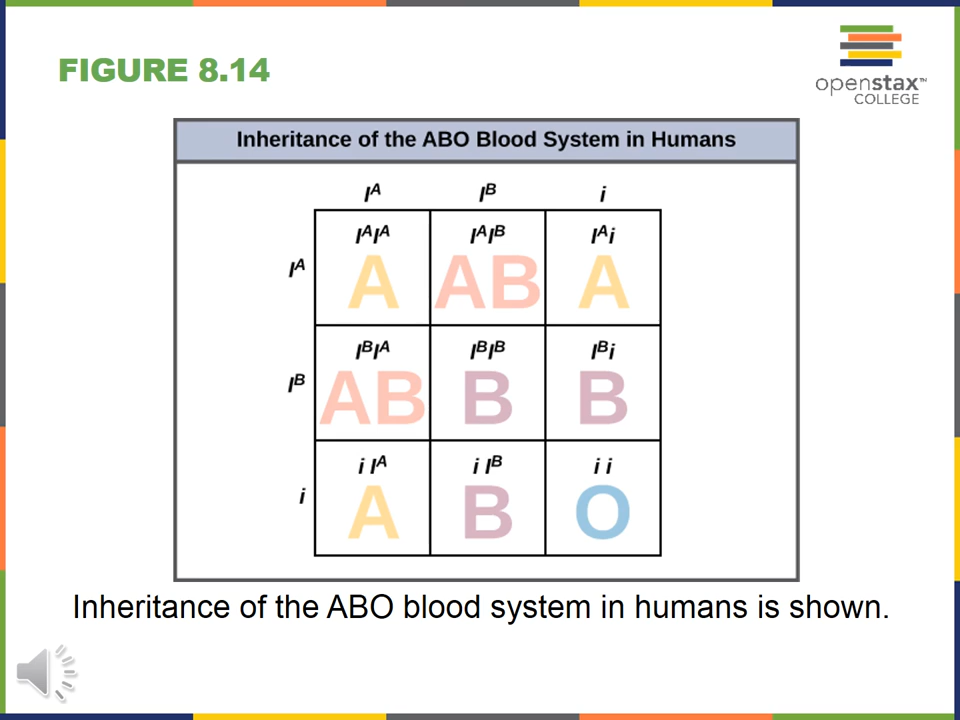 FIGURE 8.14
openstax™
COLLEGE
Inheritance of the ABO Blood System in Humans
Iᴬ Iᴮ i
IᴬIᴬ IᴬIᴮ Iᴬi
Iᴬ A AB A
IᴮIᴬ IᴮIᴮ Iᴮi
Iᴮ AB B B
i Iᴬ i Iᴮ i i
i A B O
Inheritance of the ABO blood system in humans is shown.